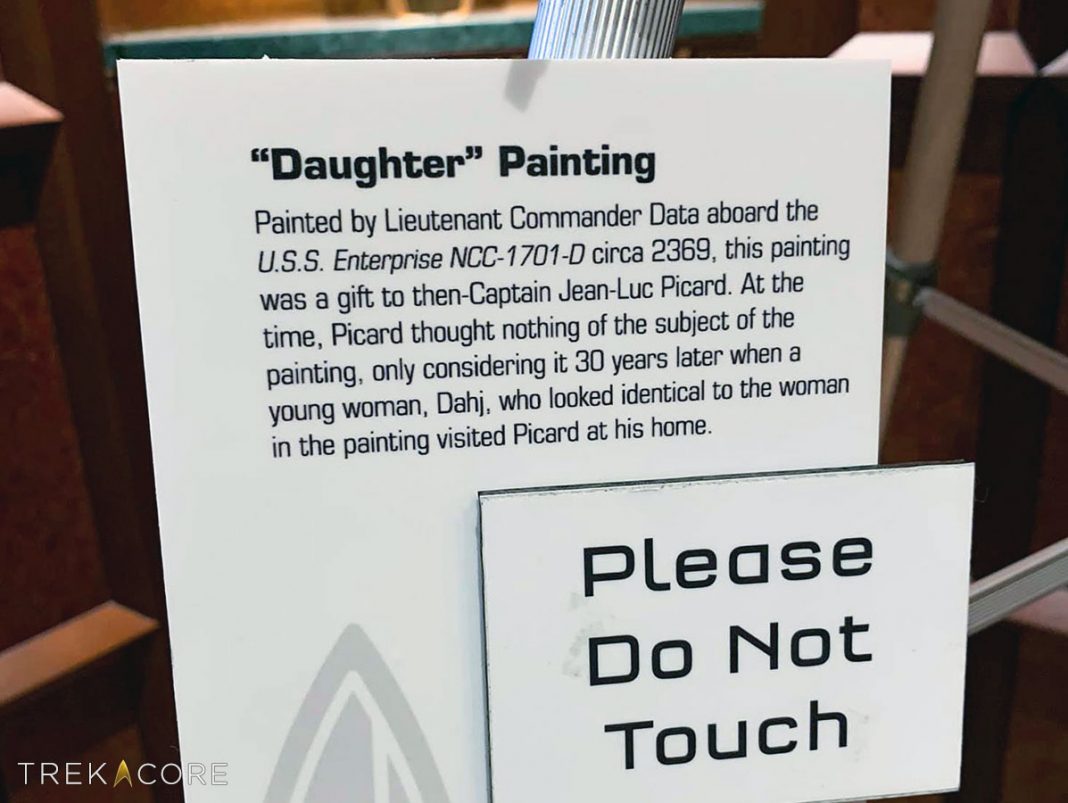 “Daughter” Painting
Painted by Lieutenant Commander Data aboard the
U.S.S. Enterprise NCC-1701-D circa 2369, this painting
was a gift to then-Captain Jean-Luc Picard. At the
time, Picard thought nothing of the subject of the
painting, only considering it 30 years later when a
young woman, Dahj, who looked identical to the woman
in the painting visited Picard at his home.
Please
Do Not
Touch
TREK CORE